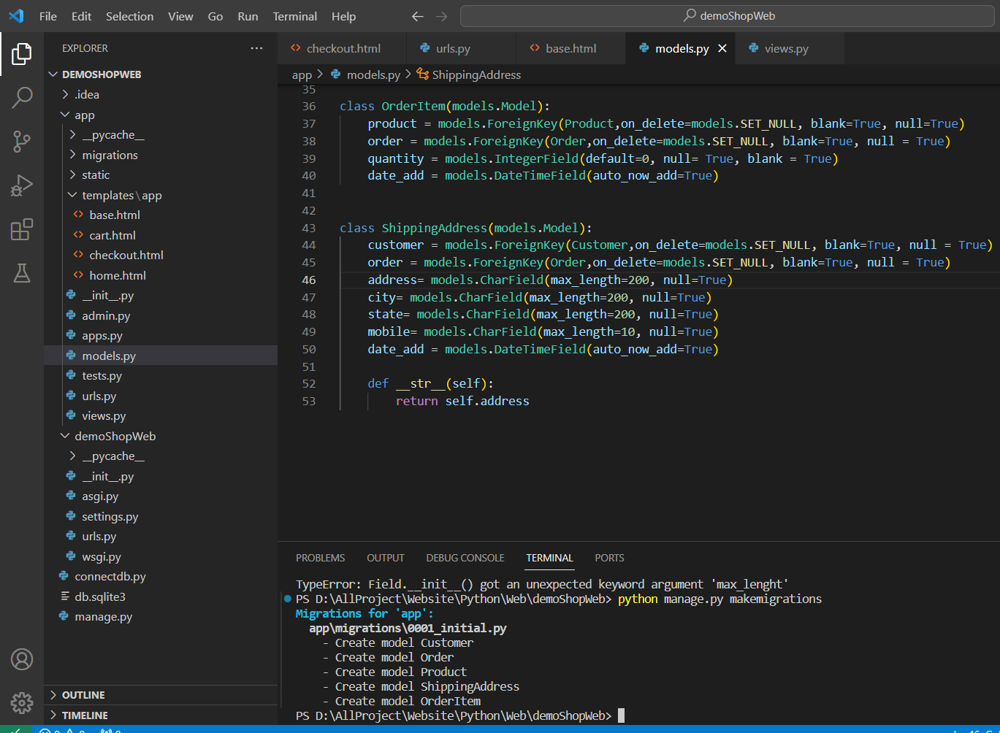 File Edit Selection View Go Run Terminal Help
demoShopWeb
EXPLORER
DEMOSHOPWEB
.idea
app
__pycache__
migrations
static
templates\app
base.html
cart.html
checkout.html
home.html
__init__.py
admin.py
apps.py
models.py
tests.py
urls.py
views.py
demoShopWeb
__pycache__
__init__.py
asgi.py
settings.py
urls.py
wsgi.py
connectdb.py
db.sqlite3
manage.py
OUTLINE
TIMELINE
checkout.html urls.py base.html models.py views.py
app > models.py > ShippingAddress
35
36 class OrderItem(models.Model):
37 product = models.ForeignKey(Product,on_delete=models.SET_NULL, blank=True, null=True)
38 order = models.ForeignKey(Order,on_delete=models.SET_NULL, blank=True, null = True)
39 quantity = models.IntegerField(default=0, null= True, blank = True)
40 date_add = models.DateTimeField(auto_now_add=True)
41
42
43 class ShippingAddress(models.Model):
44 customer = models.ForeignKey(Customer,on_delete=models.SET_NULL, blank=True, null = True)
45 order = models.ForeignKey(Order,on_delete=models.SET_NULL, blank=True, null = True)
46 address= models.CharField(max_length=200, null=True)
47 city= models.CharField(max_length=200, null=True)
48 state= models.CharField(max_length=200, null=True)
49 mobile= models.CharField(max_length=10, null=True)
50 date_add = models.DateTimeField(auto_now_add=True)
51
52 def __str__(self):
53 return self.address
PROBLEMS OUTPUT DEBUG CONSOLE TERMINAL PORTS
TypeError: Field.__init__() got an unexpected keyword argument 'max_lenght'
PS D:\AllProject\Website\Python\Web\demoShopWeb> python manage.py makemigrations
Migrations for 'app':
app\migrations\0001_initial.py
- Create model Customer
- Create model Order
- Create model Product
- Create model ShippingAddress
- Create model OrderItem
PS D:\AllProject\Website\Python\Web\demoShopWeb>